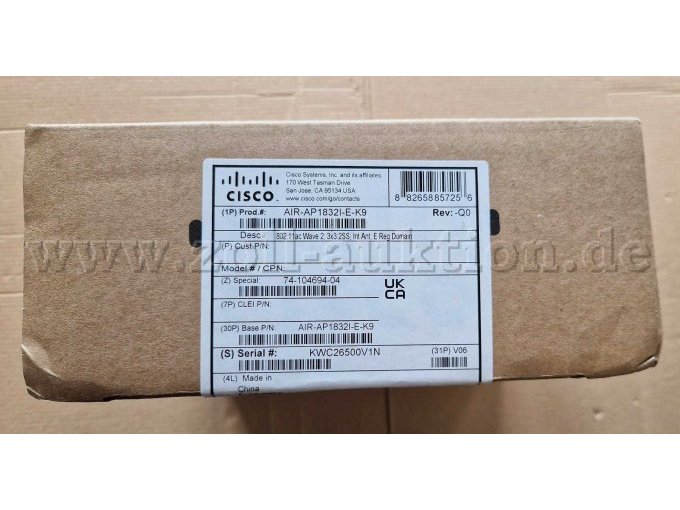 CISCO.
Cisco Systems, Inc. and its affiliates
170 West Tasman Drive
San Jose, CA 95134 USA
www.cisco.com/go/contacts
8 8265885725 6
(1P) Prod.#: AIR-AP1832I-E-K9
Rev: -Q0
Desc.: 802.11ac Wave 2; 3x3:2SS; Int Ant; E Reg Domain
(P) Cust P/N:
www.zoll-auktion.de
Model # / CPN:
(Z) Special: 74-104694-04
UK
CA
(7P) CLEI P/N:
(30P) Base P/N: AIR-AP1832I-E-K9
(S) Serial #: KWC26500V1N
(31P) V06
(4L) Made in
China